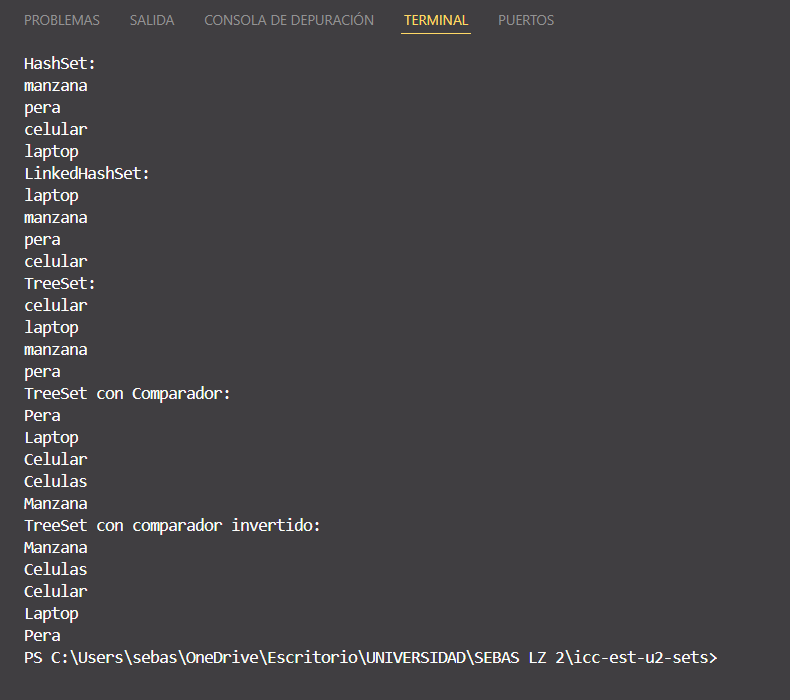 PROBLEMAS SALIDA CONSOLA DE DEPURACIÓN TERMINAL PUERTOS
HashSet:
manzana
pera
celular
laptop
LinkedHashSet:
laptop
manzana
pera
celular
TreeSet:
celular
laptop
manzana
pera
TreeSet con Comparador:
Pera
Laptop
Celular
Celulas
Manzana
TreeSet con comparador invertido:
Manzana
Celulas
Celular
Laptop
Pera
PS C:\Users\sebas\OneDrive\Escritorio\UNIVERSIDAD\SEBAS LZ 2\icc-est-u2-sets>